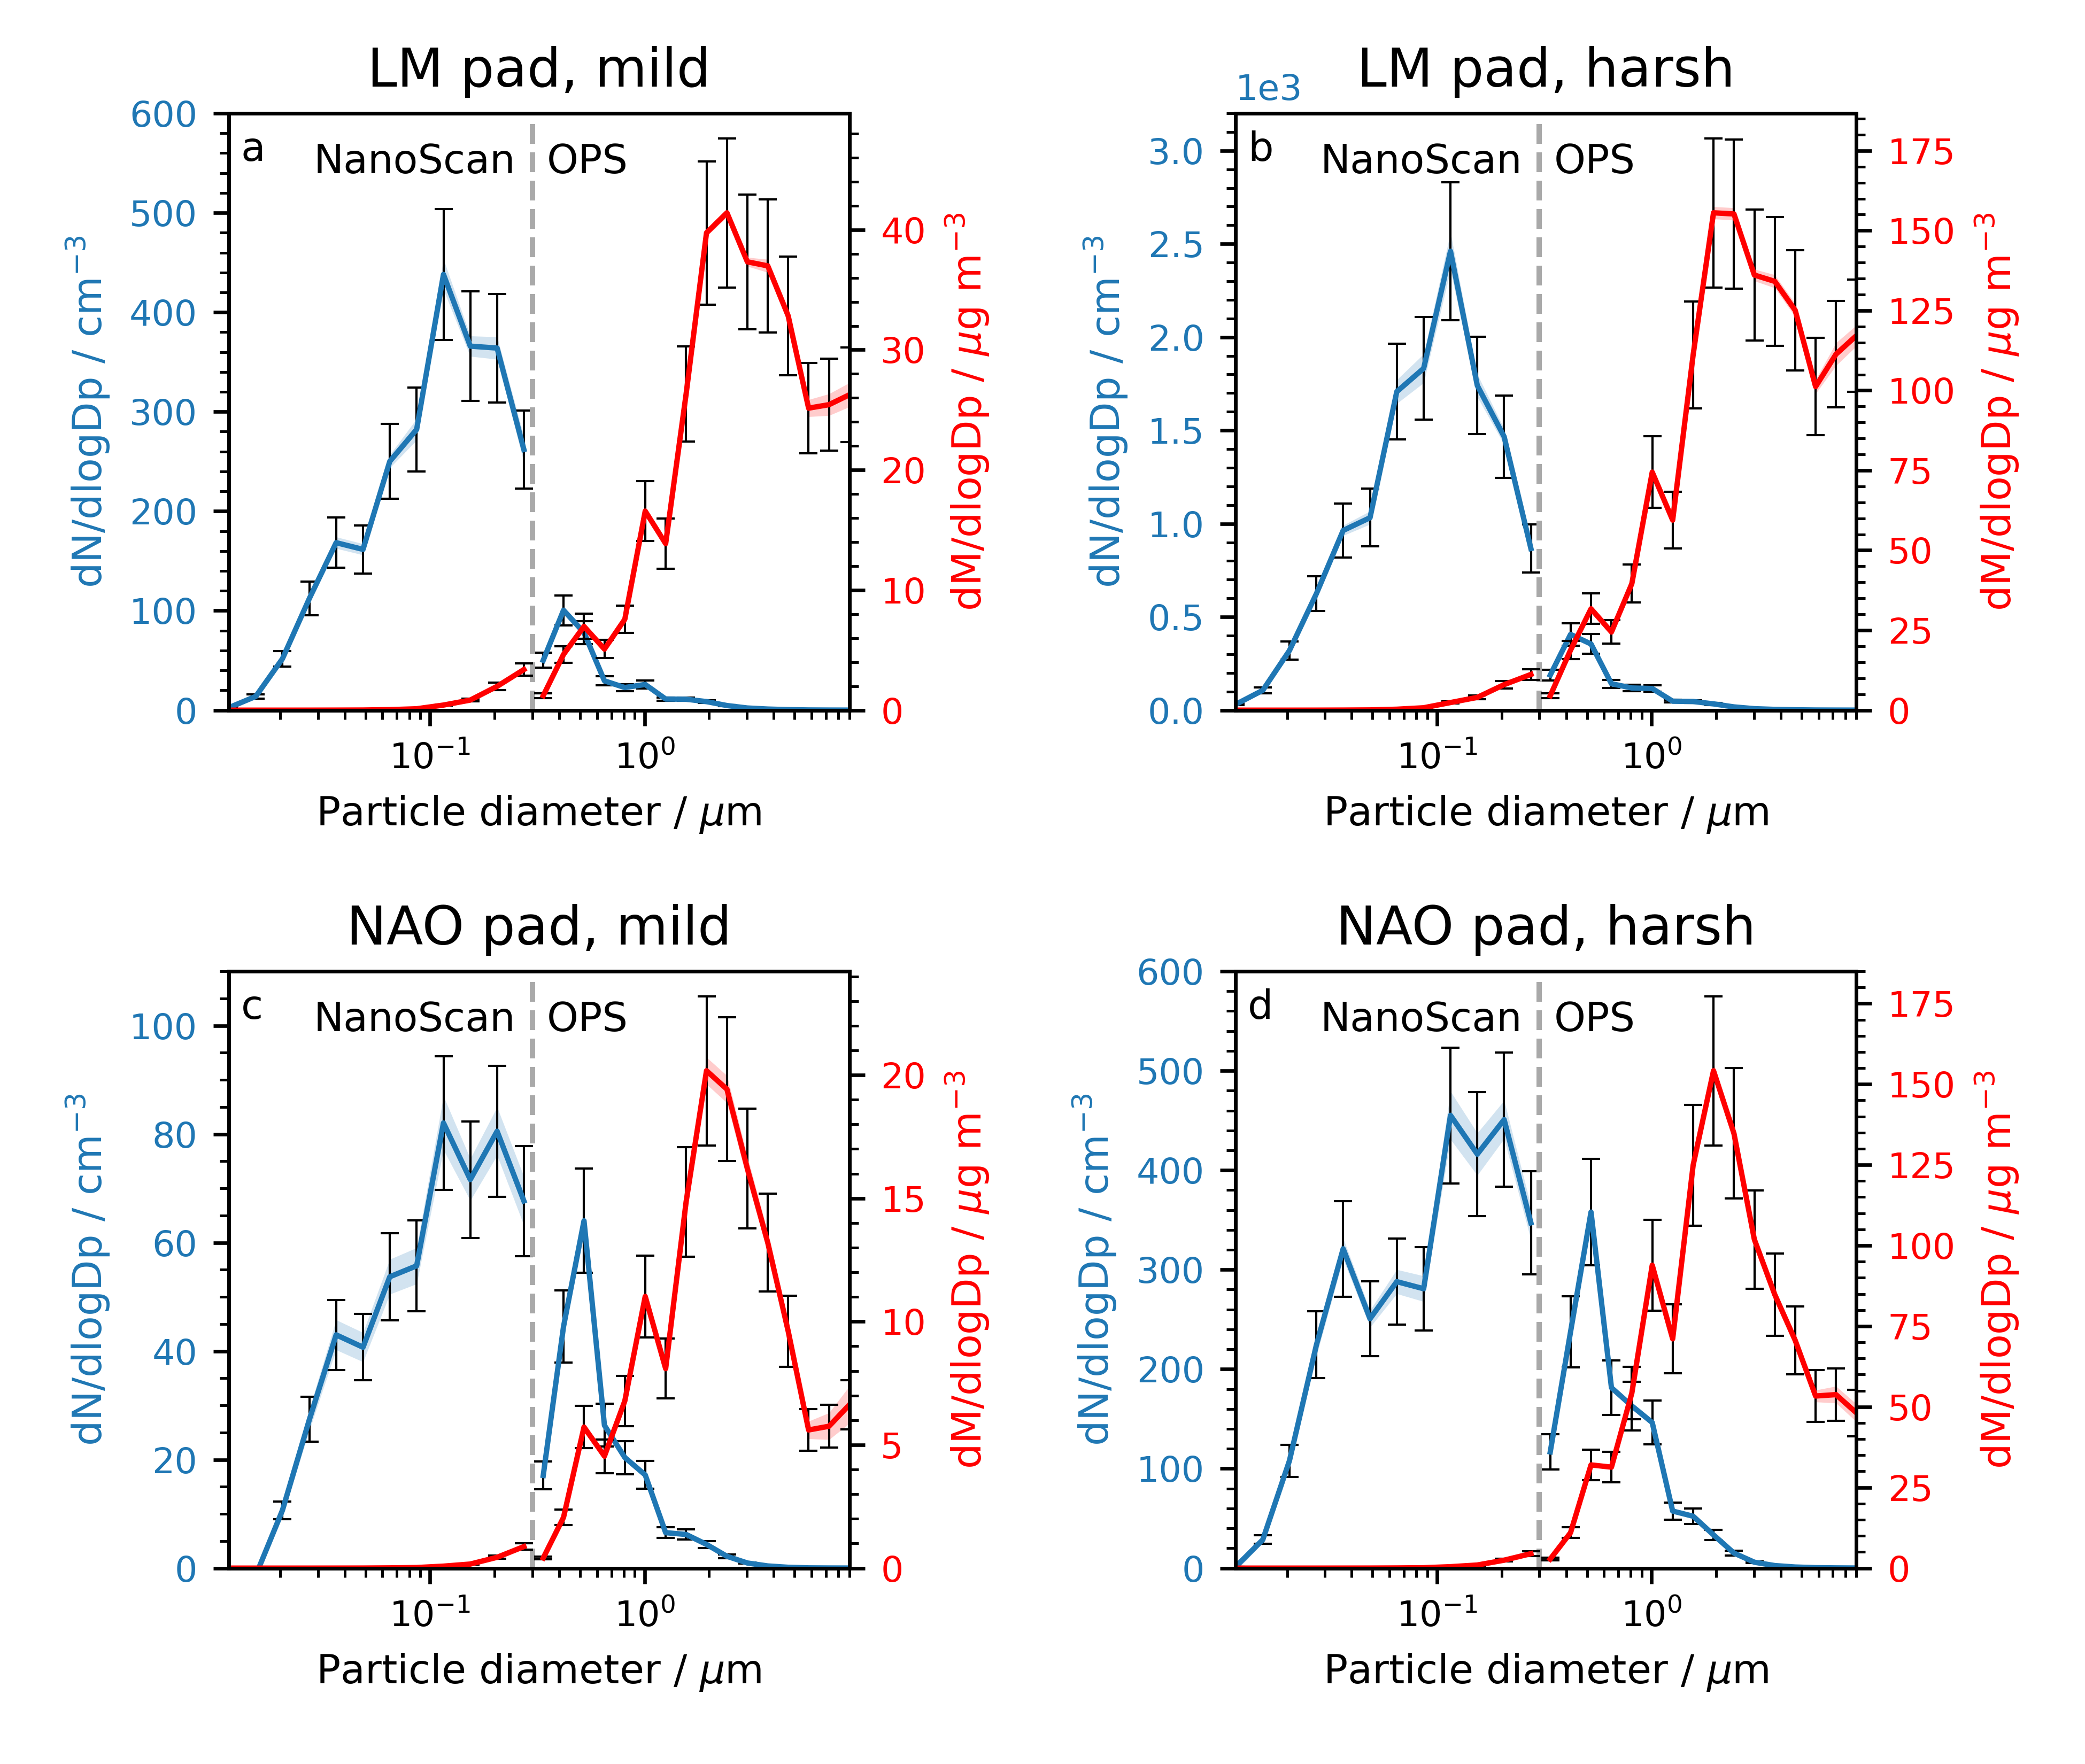 LM pad, mild
a
NanoScan
OPS
600
500
400
300
200
100
0
dN/dlogDp / cm⁻³
40
30
20
10
0
dM/dlogDp / μg m⁻³
10⁻¹
10⁰
Particle diameter / μm
LM pad, harsh
1e3
b
NanoScan
OPS
3.0
2.5
2.0
1.5
1.0
0.5
0.0
dN/dlogDp / cm⁻³
175
150
125
100
75
50
25
0
dM/dlogDp / μg m⁻³
10⁻¹
10⁰
Particle diameter / μm
NAO pad, mild
c
NanoScan
OPS
100
80
60
40
20
0
dN/dlogDp / cm⁻³
20
15
10
5
0
dM/dlogDp / μg m⁻³
10⁻¹
10⁰
Particle diameter / μm
NAO pad, harsh
d
NanoScan
OPS
600
500
400
300
200
100
0
dN/dlogDp / cm⁻³
175
150
125
100
75
50
25
0
dM/dlogDp / μg m⁻³
10⁻¹
10⁰
Particle diameter / μm